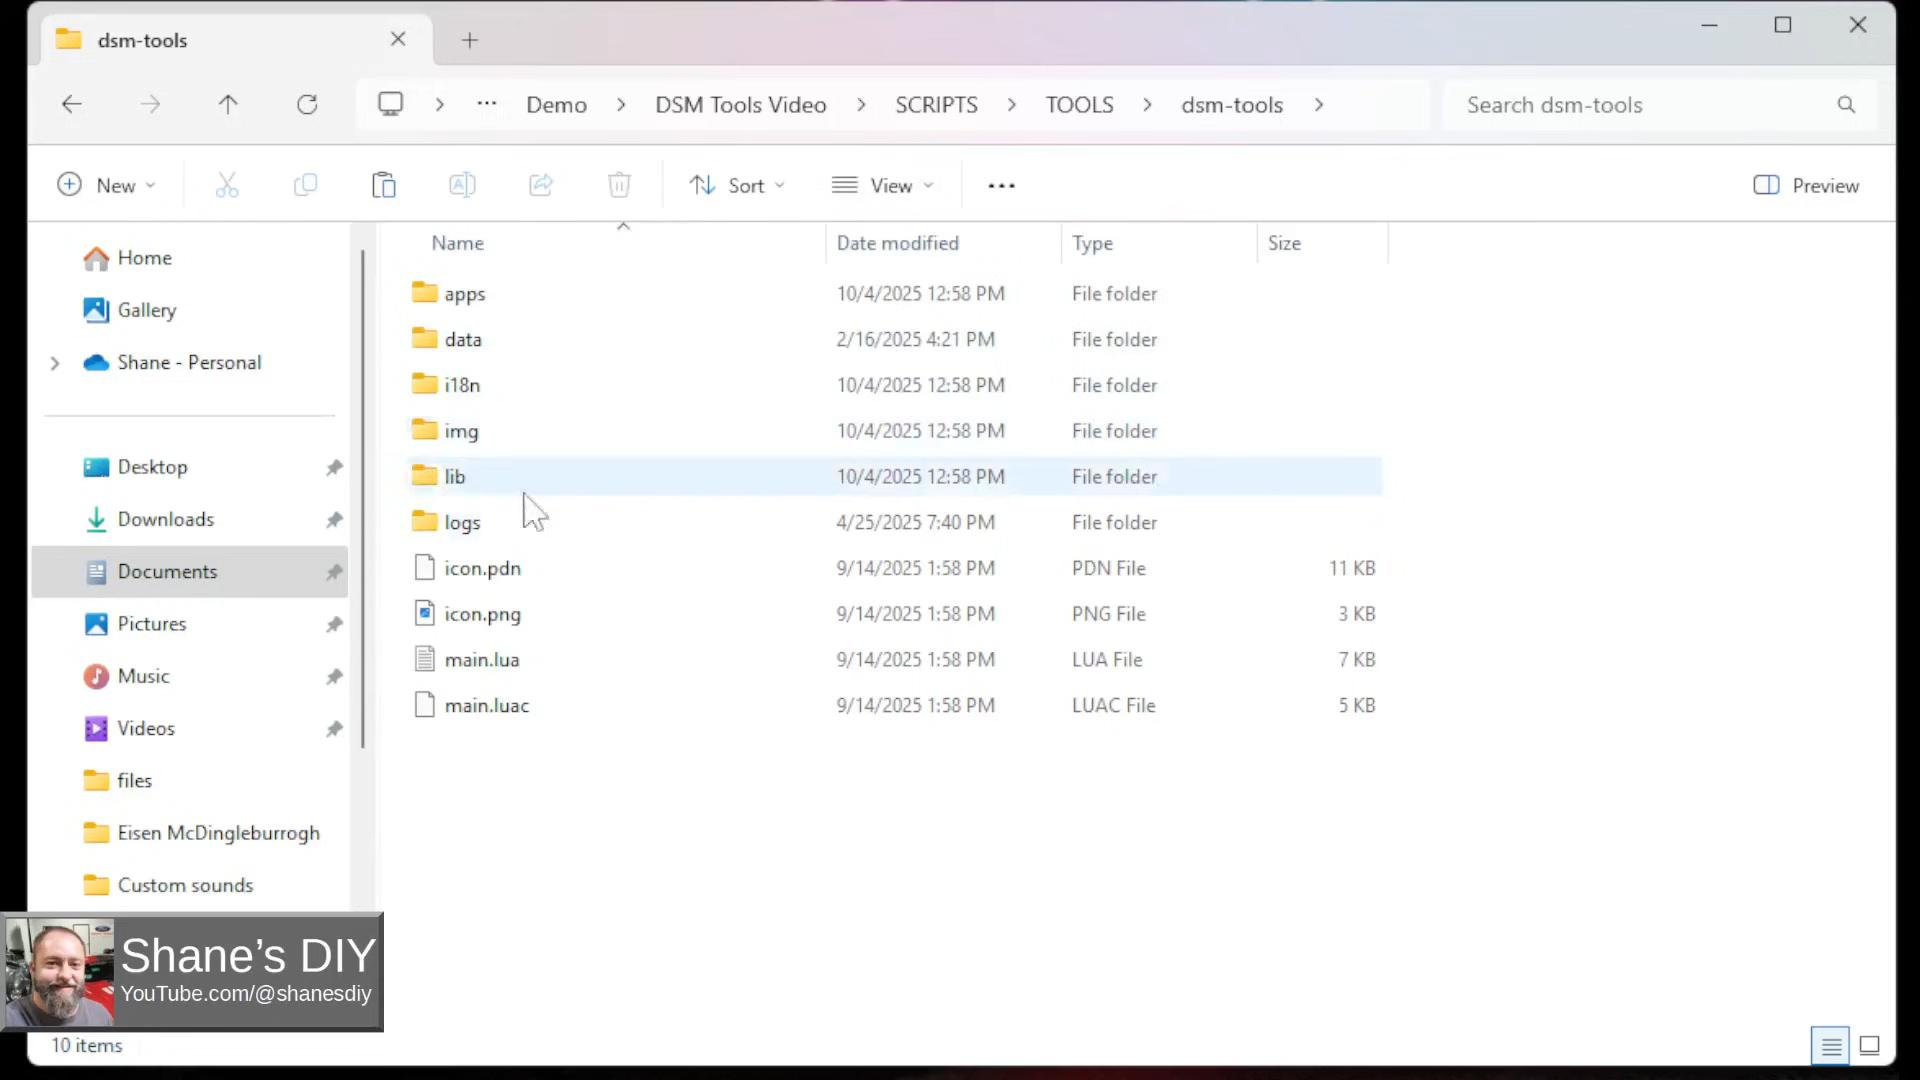 dsm-tools
Demo
DSM Tools Video
SCRIPTS
TOOLS
dsm-tools
Search dsm-tools
New
Sort
View
Preview
Home
Gallery
Shane - Personal
Desktop
Downloads
Documents
Pictures
Music
Videos
files
Eisen McDingleburrogh
Custom sounds
Name Date modified Type Size
apps 10/4/2025 12:58 PM File folder
data 2/16/2025 4:21 PM File folder
i18n 10/4/2025 12:58 PM File folder
img 10/4/2025 12:58 PM File folder
lib 10/4/2025 12:58 PM File folder
logs 4/25/2025 7:40 PM File folder
icon.pdn 9/14/2025 1:58 PM PDN File 11 KB
icon.png 9/14/2025 1:58 PM PNG File 3 KB
main.lua 9/14/2025 1:58 PM LUA File 7 KB
main.luac 9/14/2025 1:58 PM LUAC File 5 KB
Shane’s DIY
YouTube.com/@shanesdiy
10 items